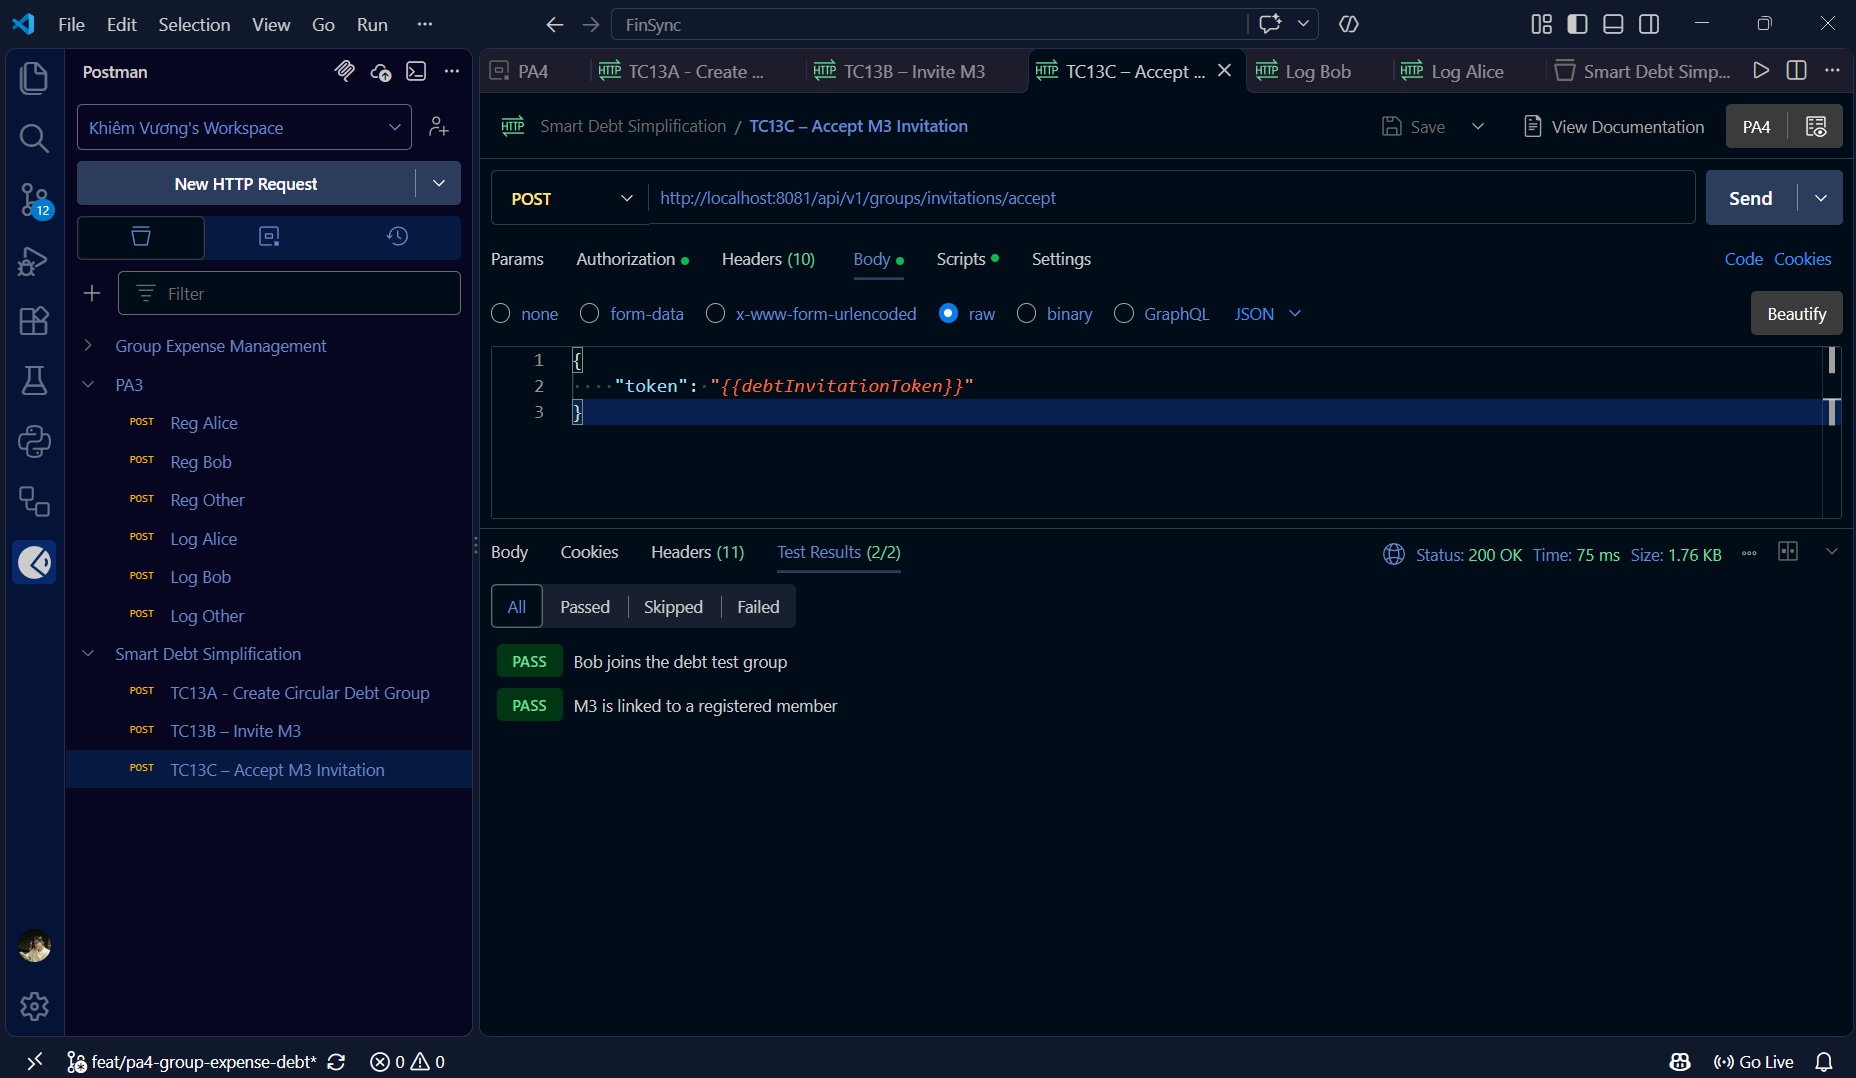 File Edit Selection View Go Run ···
FinSync
Postman
PA4
TC13A - Create ...
TC13B – Invite M3
TC13C – Accept ...
Log Bob
Log Alice
Smart Debt Simp...
Khiêm Vương's Workspace
Smart Debt Simplification / TC13C – Accept M3 Invitation
Save
View Documentation
PA4
New HTTP Request
POST
http://localhost:8081/api/v1/groups/invitations/accept
Send
12
Params Authorization Headers (10) Body Scripts Settings
Code Cookies
Filter
none form-data x-www-form-urlencoded raw binary GraphQL JSON
Beautify
1 {
2 ····"token":·"{{debtInvitationToken}}"
3 }
Group Expense Management
PA3
POST Reg Alice
POST Reg Bob
POST Reg Other
POST Log Alice
POST Log Bob
POST Log Other
Smart Debt Simplification
POST TC13A - Create Circular Debt Group
POST TC13B – Invite M3
POST TC13C – Accept M3 Invitation
Body Cookies Headers (11) Test Results (2/2)
Status: 200 OK Time: 75 ms Size: 1.76 KB
All Passed Skipped Failed
PASS Bob joins the debt test group
PASS M3 is linked to a registered member
feat/pa4-group-expense-debt* 0 0
Go Live